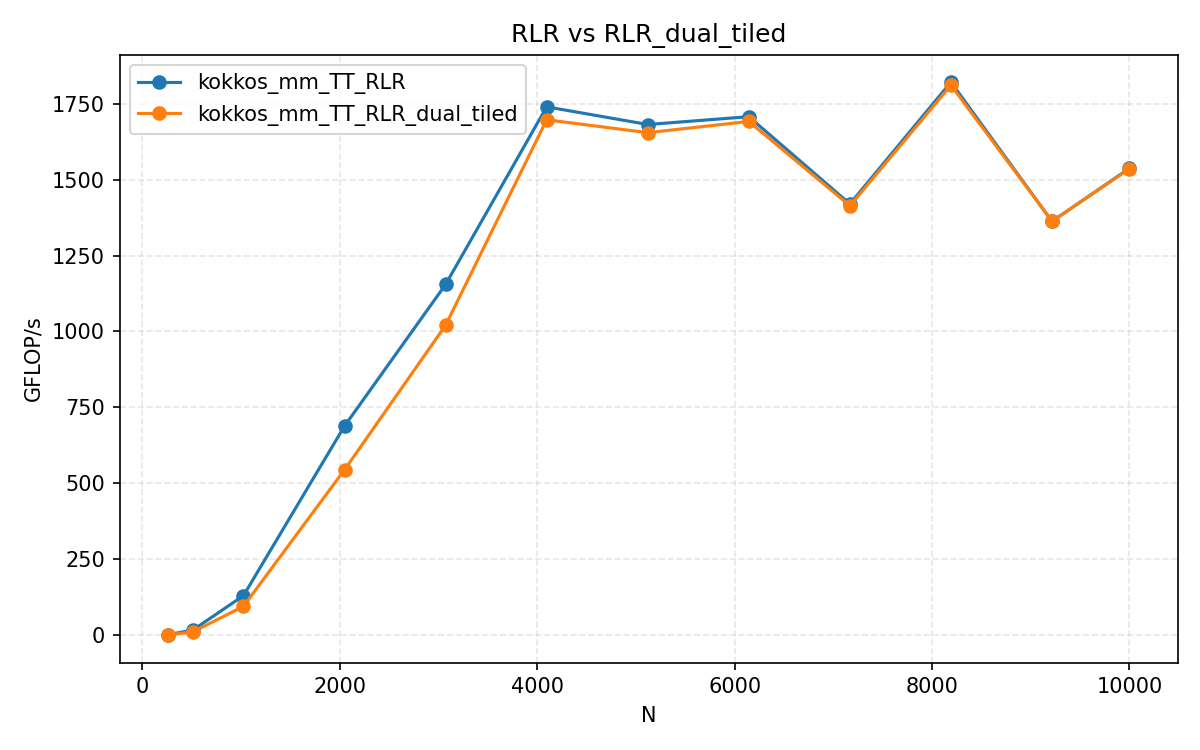 RLR vs RLR_dual_tiled
kokkos_mm_TT_RLR
kokkos_mm_TT_RLR_dual_tiled
GFLOP/s
1750
1500
1250
1000
750
500
250
0
0 2000 4000 6000 8000 10000
N